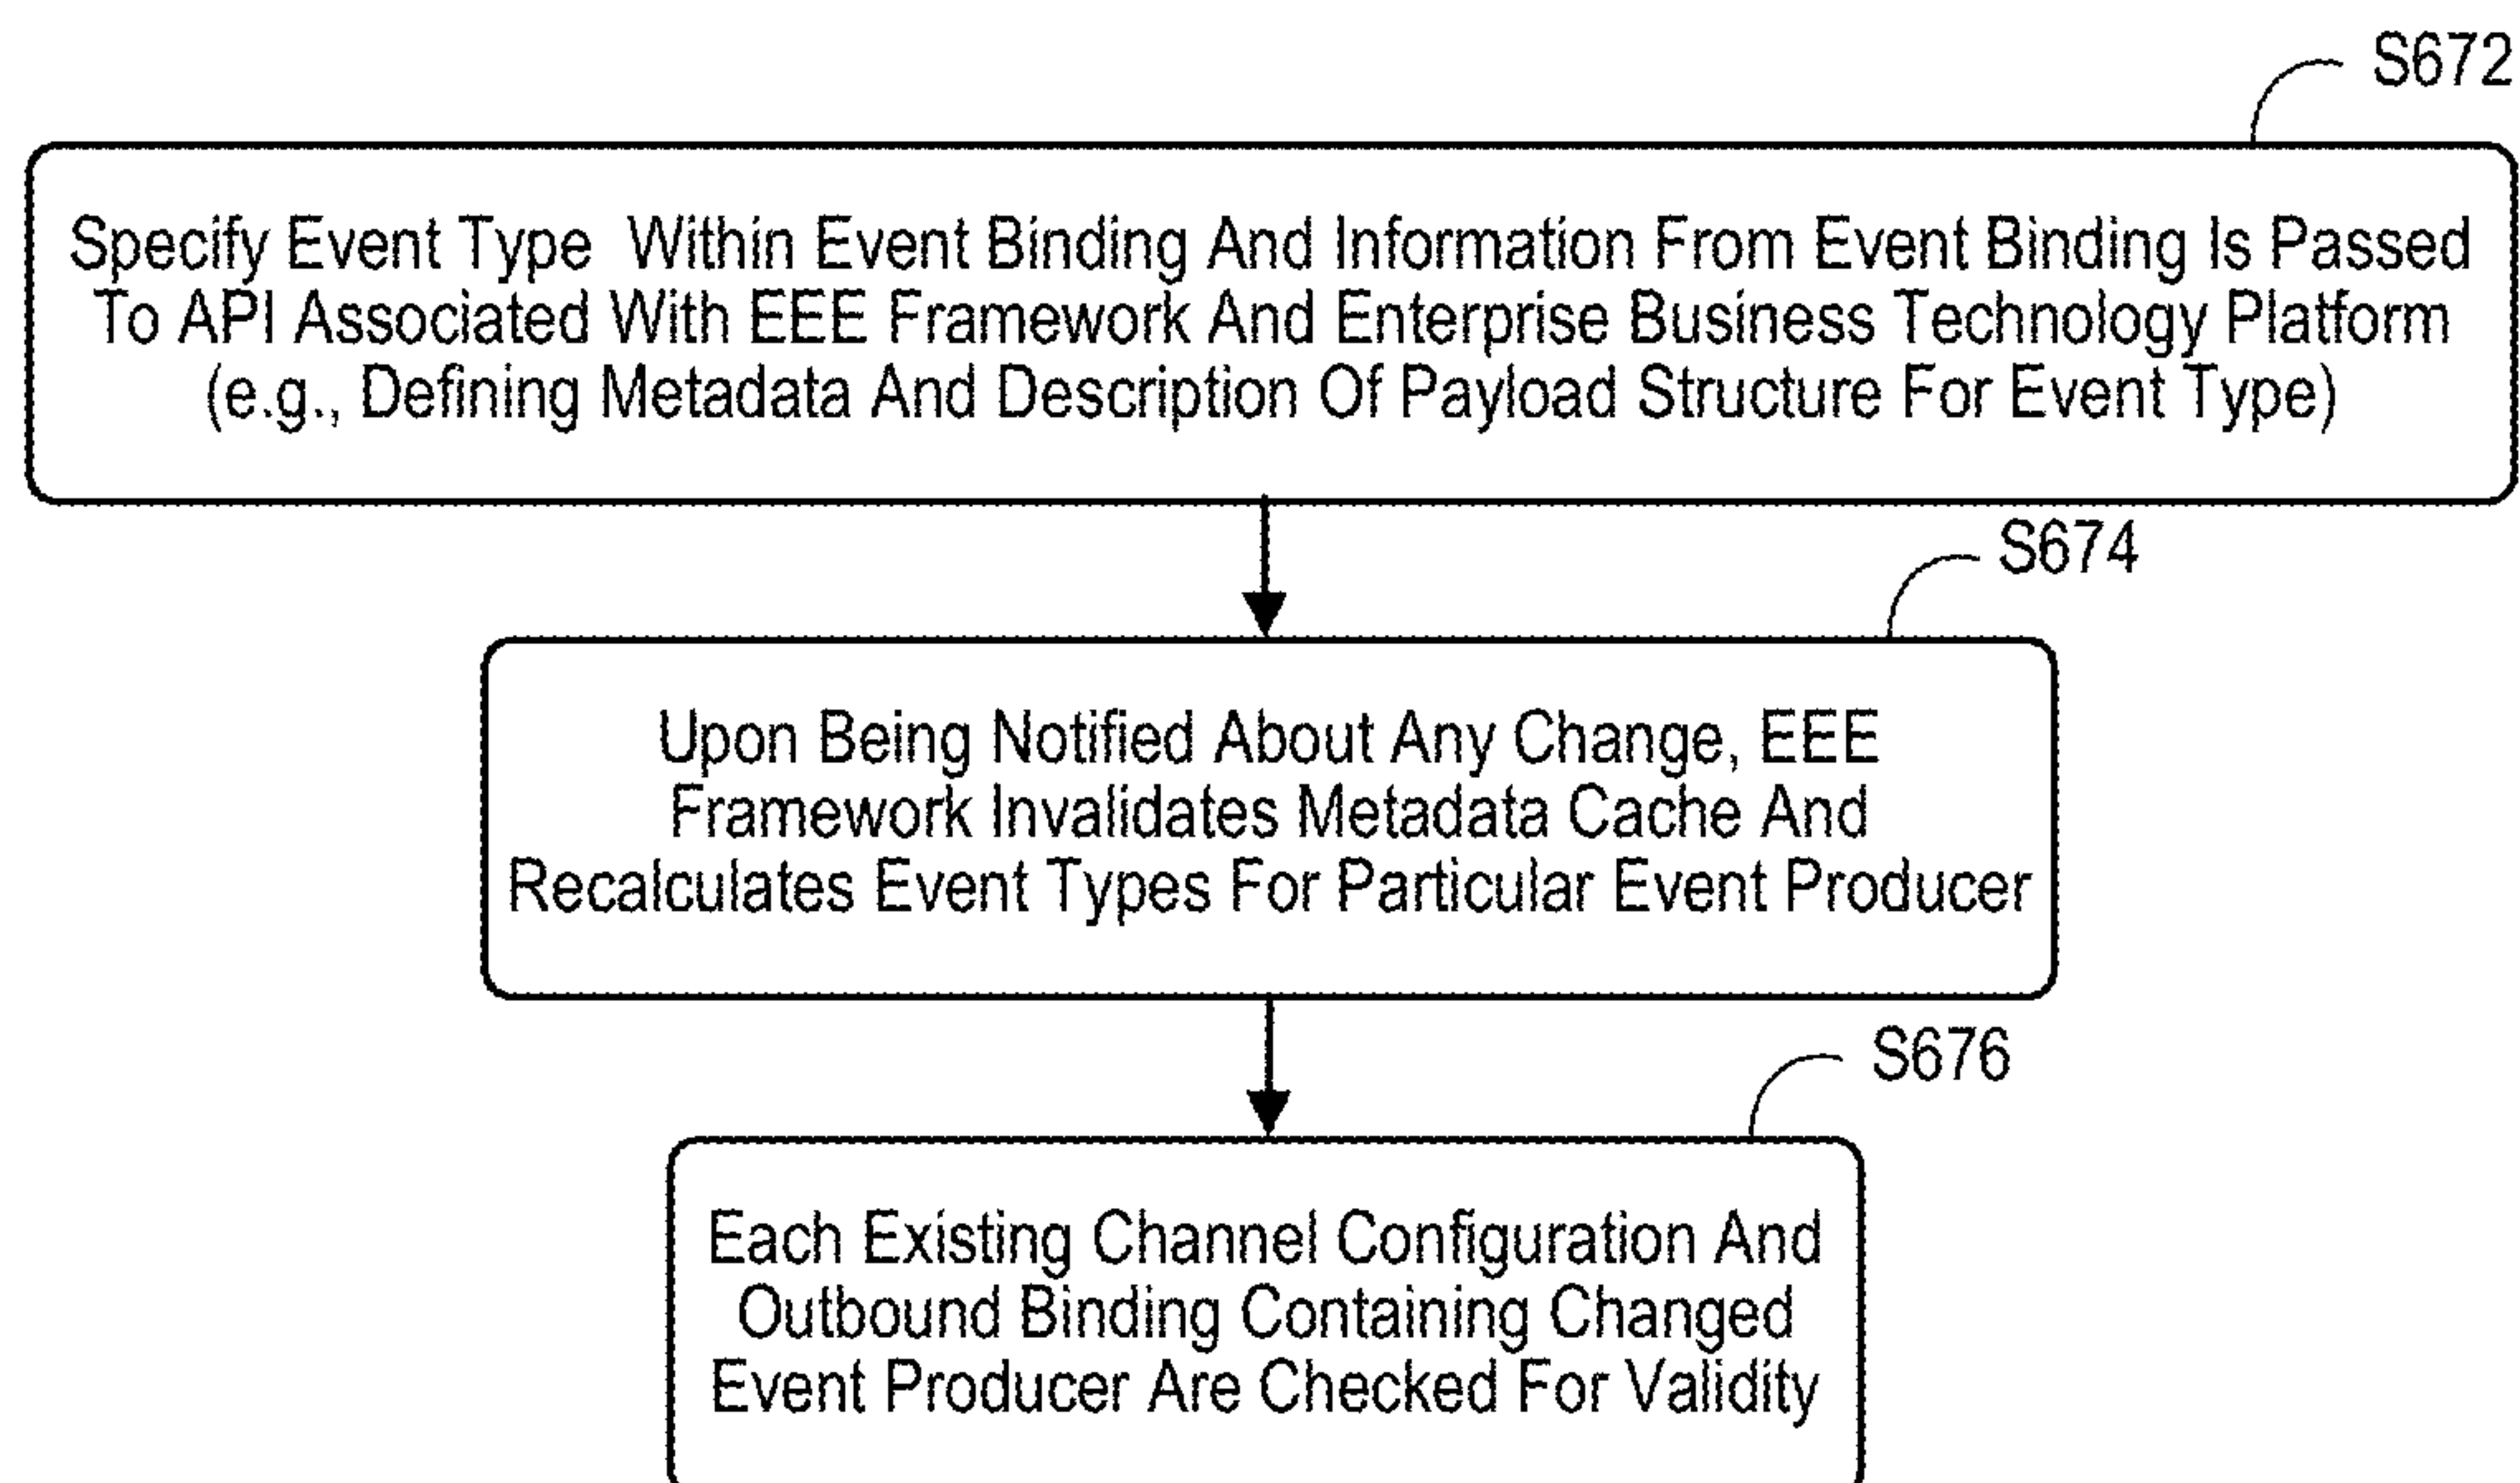 S672
Specify Event Type Within Event Binding And Information From Event Binding Is Passed
To API Associated With EEE Framework And Enterprise Business Technology Platform
(e.g., Defining Metadata And Description Of Payload Structure For Event Type)
S674
Upon Being Notified About Any Change, EEE
Framework Invalidates Metadata Cache And
Recalculates Event Types For Particular Event Producer
S676
Each Existing Channel Configuration And
Outbound Binding Containing Changed
Event Producer Are Checked For Validity